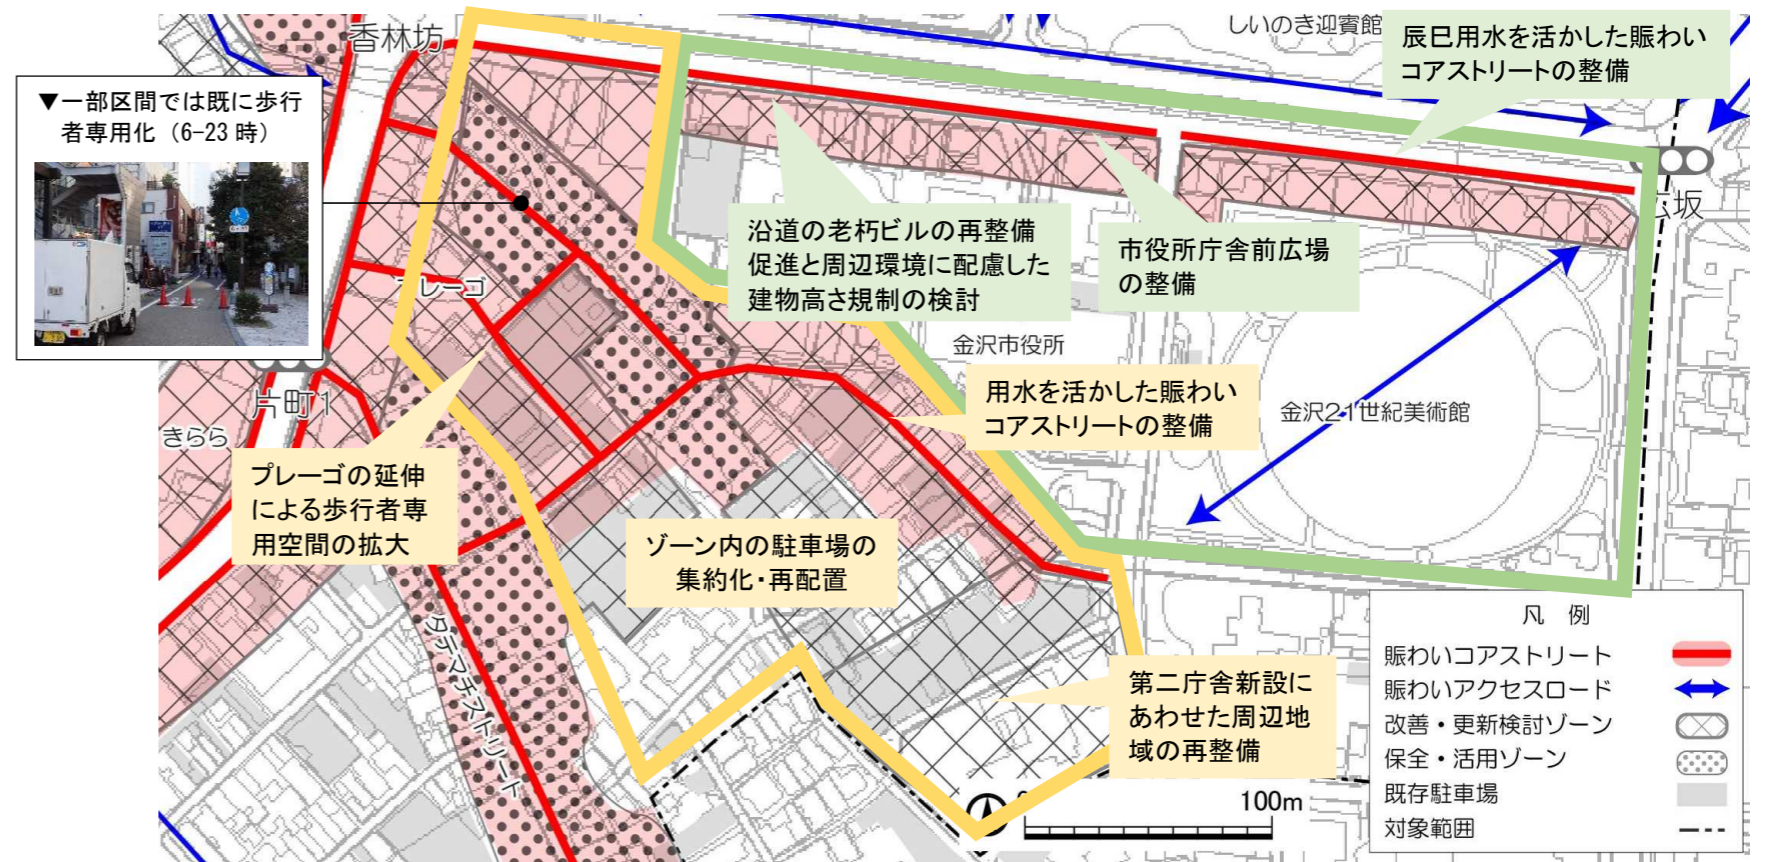 香林坊
しいのき迎賓館
辰巳用水を活かした賑わい
コアストリートの整備
▼一部区間では既に歩行
者専用化（6-23 時）
広坂
沿道の老朽ビルの再整備
促進と周辺環境に配慮した
建物高さ規制の検討
市役所庁舎前広場
の整備
プレーゴ
金沢市役所
用水を活かした賑わい
コアストリートの整備
金沢21世紀美術館
片町1
きらら
プレーゴの延伸
による歩行者専
用空間の拡大
ゾーン内の駐車場の
集約化・再配置
タテマチストリート
第二庁舎新設に
あわせた周辺地
域の再整備
0
100m
凡 例
賑わいコアストリート
賑わいアクセスロード
改善・更新検討ゾーン
保全・活用ゾーン
既存駐車場
対象範囲